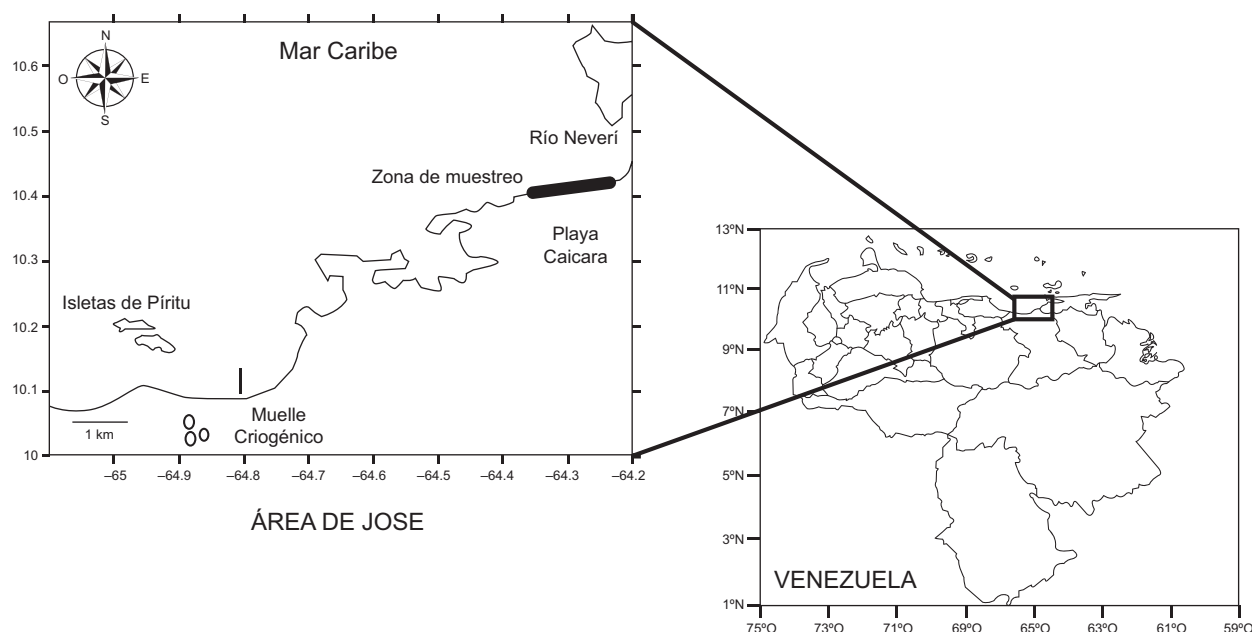 Mar Caribe
N
O
E
S
10.6
10.5
10.4
10.3
10.2
10.1
10
Río Neverí
Zona de muestreo
Playa
Caicara
Isletas de Píritu
Muelle
Criogénico
1 km
–65
–64.9
–64.8
–64.7
–64.6
–64.5
–64.4
–64.3
–64.2
ÁREA DE JOSE
13ºN
11ºN
9ºN
7ºN
5ºN
3ºN
1ºN
VENEZUELA
75ºO
73ºO
71ºO
69ºO
67ºO
65ºO
63ºO
61ºO
59ºO